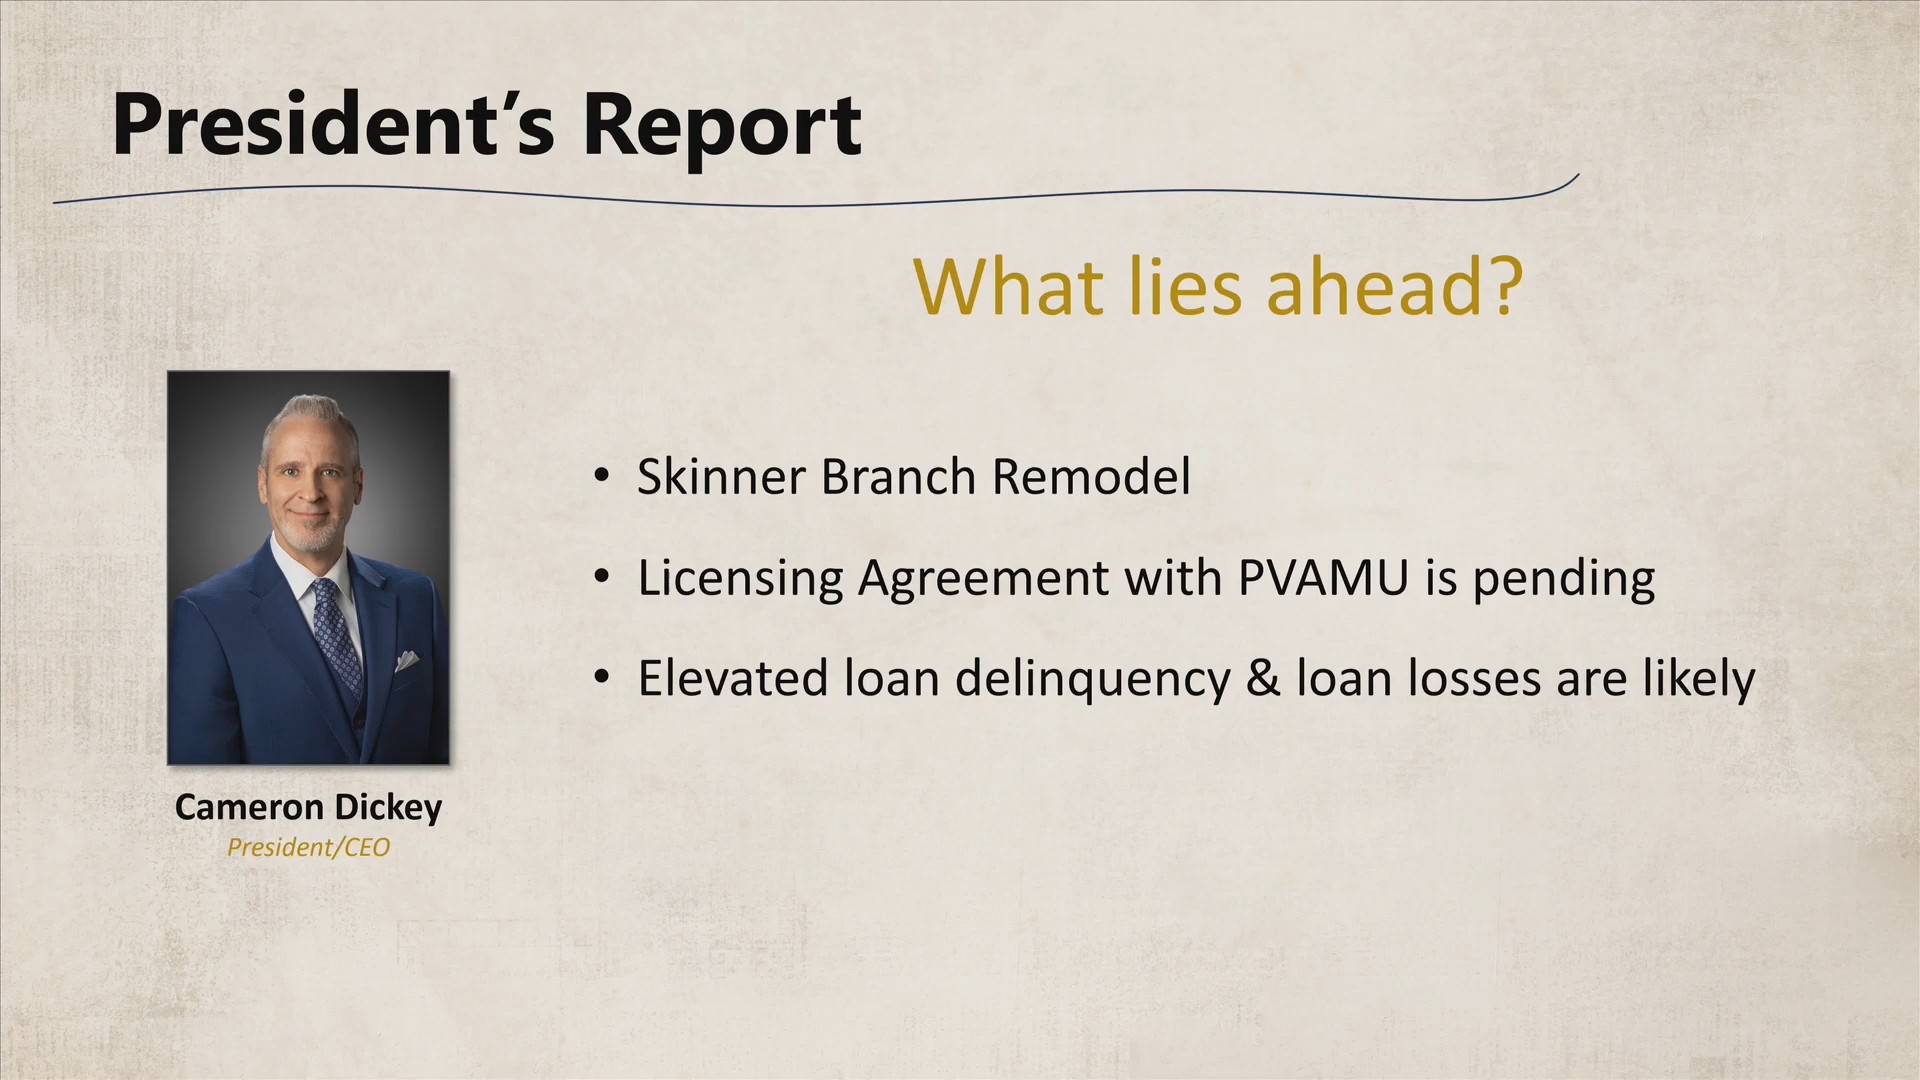 President’s Report
What lies ahead?
• Skinner Branch Remodel
• Licensing Agreement with PVAMU is pending
• Elevated loan delinquency & loan losses are likely
Cameron Dickey
President/CEO